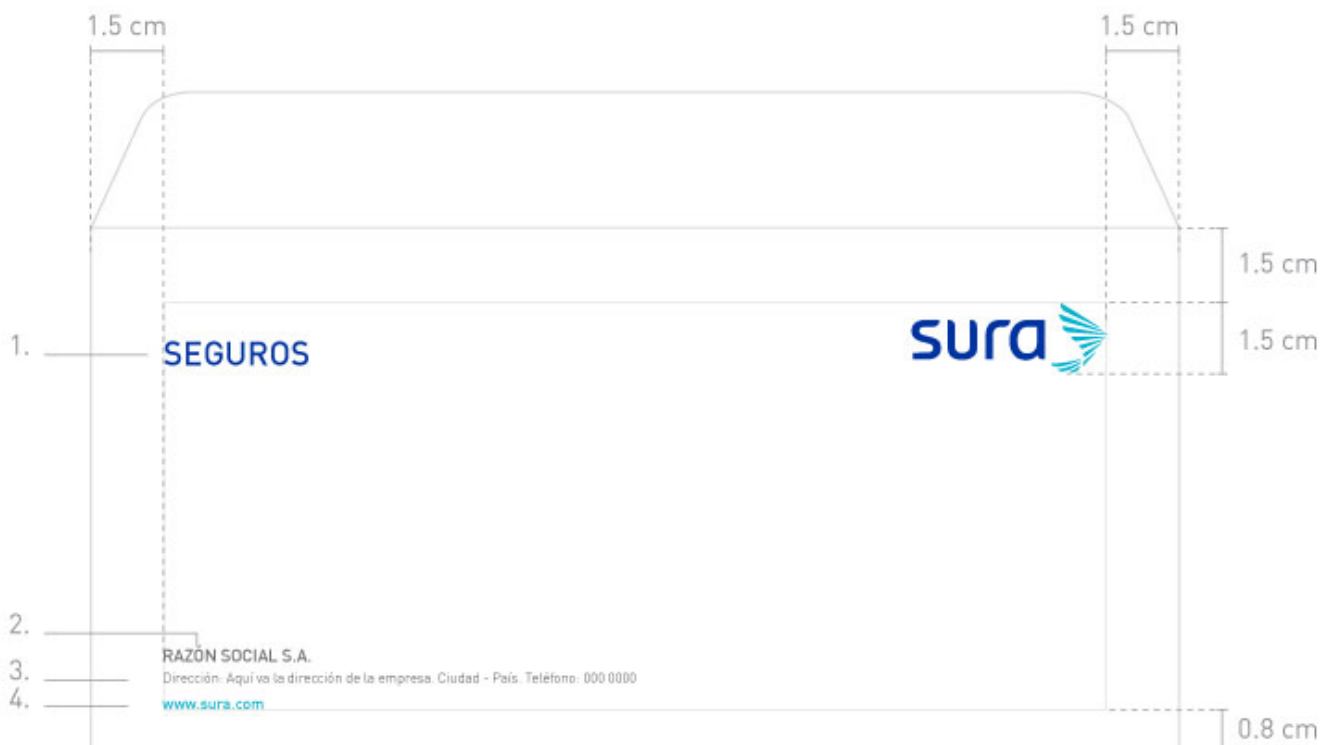 1.5 cm
1.5 cm
1.5 cm
sura
1.5 cm
1.
SEGUROS
2.
RAZÓN SOCIAL S.A.
3.
Dirección: Aquí va la dirección de la empresa. Ciudad - País. Teléfono: 000 0000
4.
www.sura.com
0.8 cm